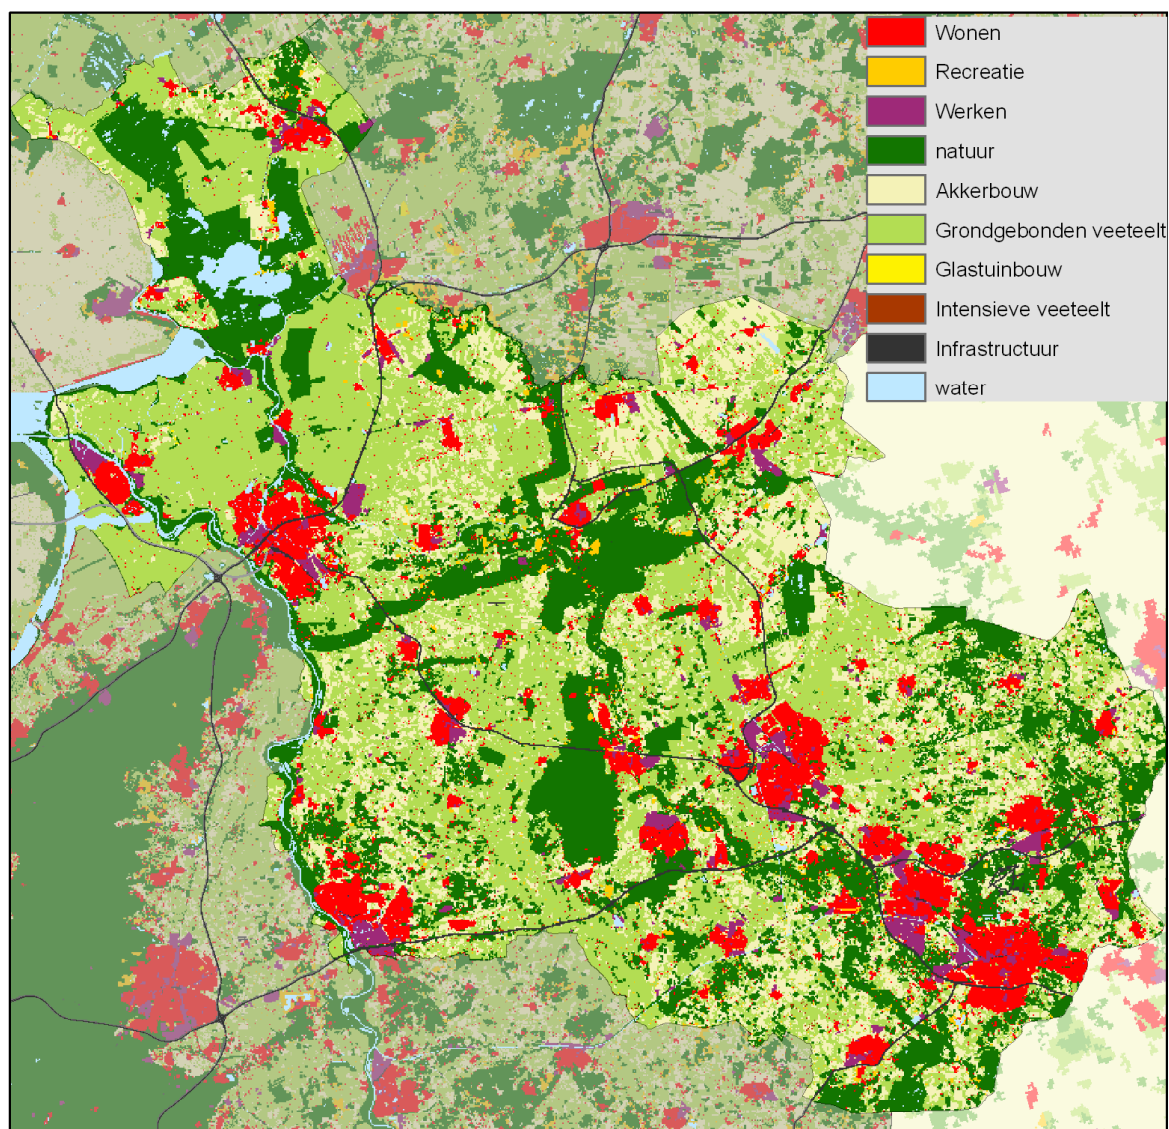 Wonen
Recreatie
Werken
natuur
Akkerbouw
Grondgebonden veeteelt
Glastuinbouw
Intensieve veeteelt
Infrastructuur
water